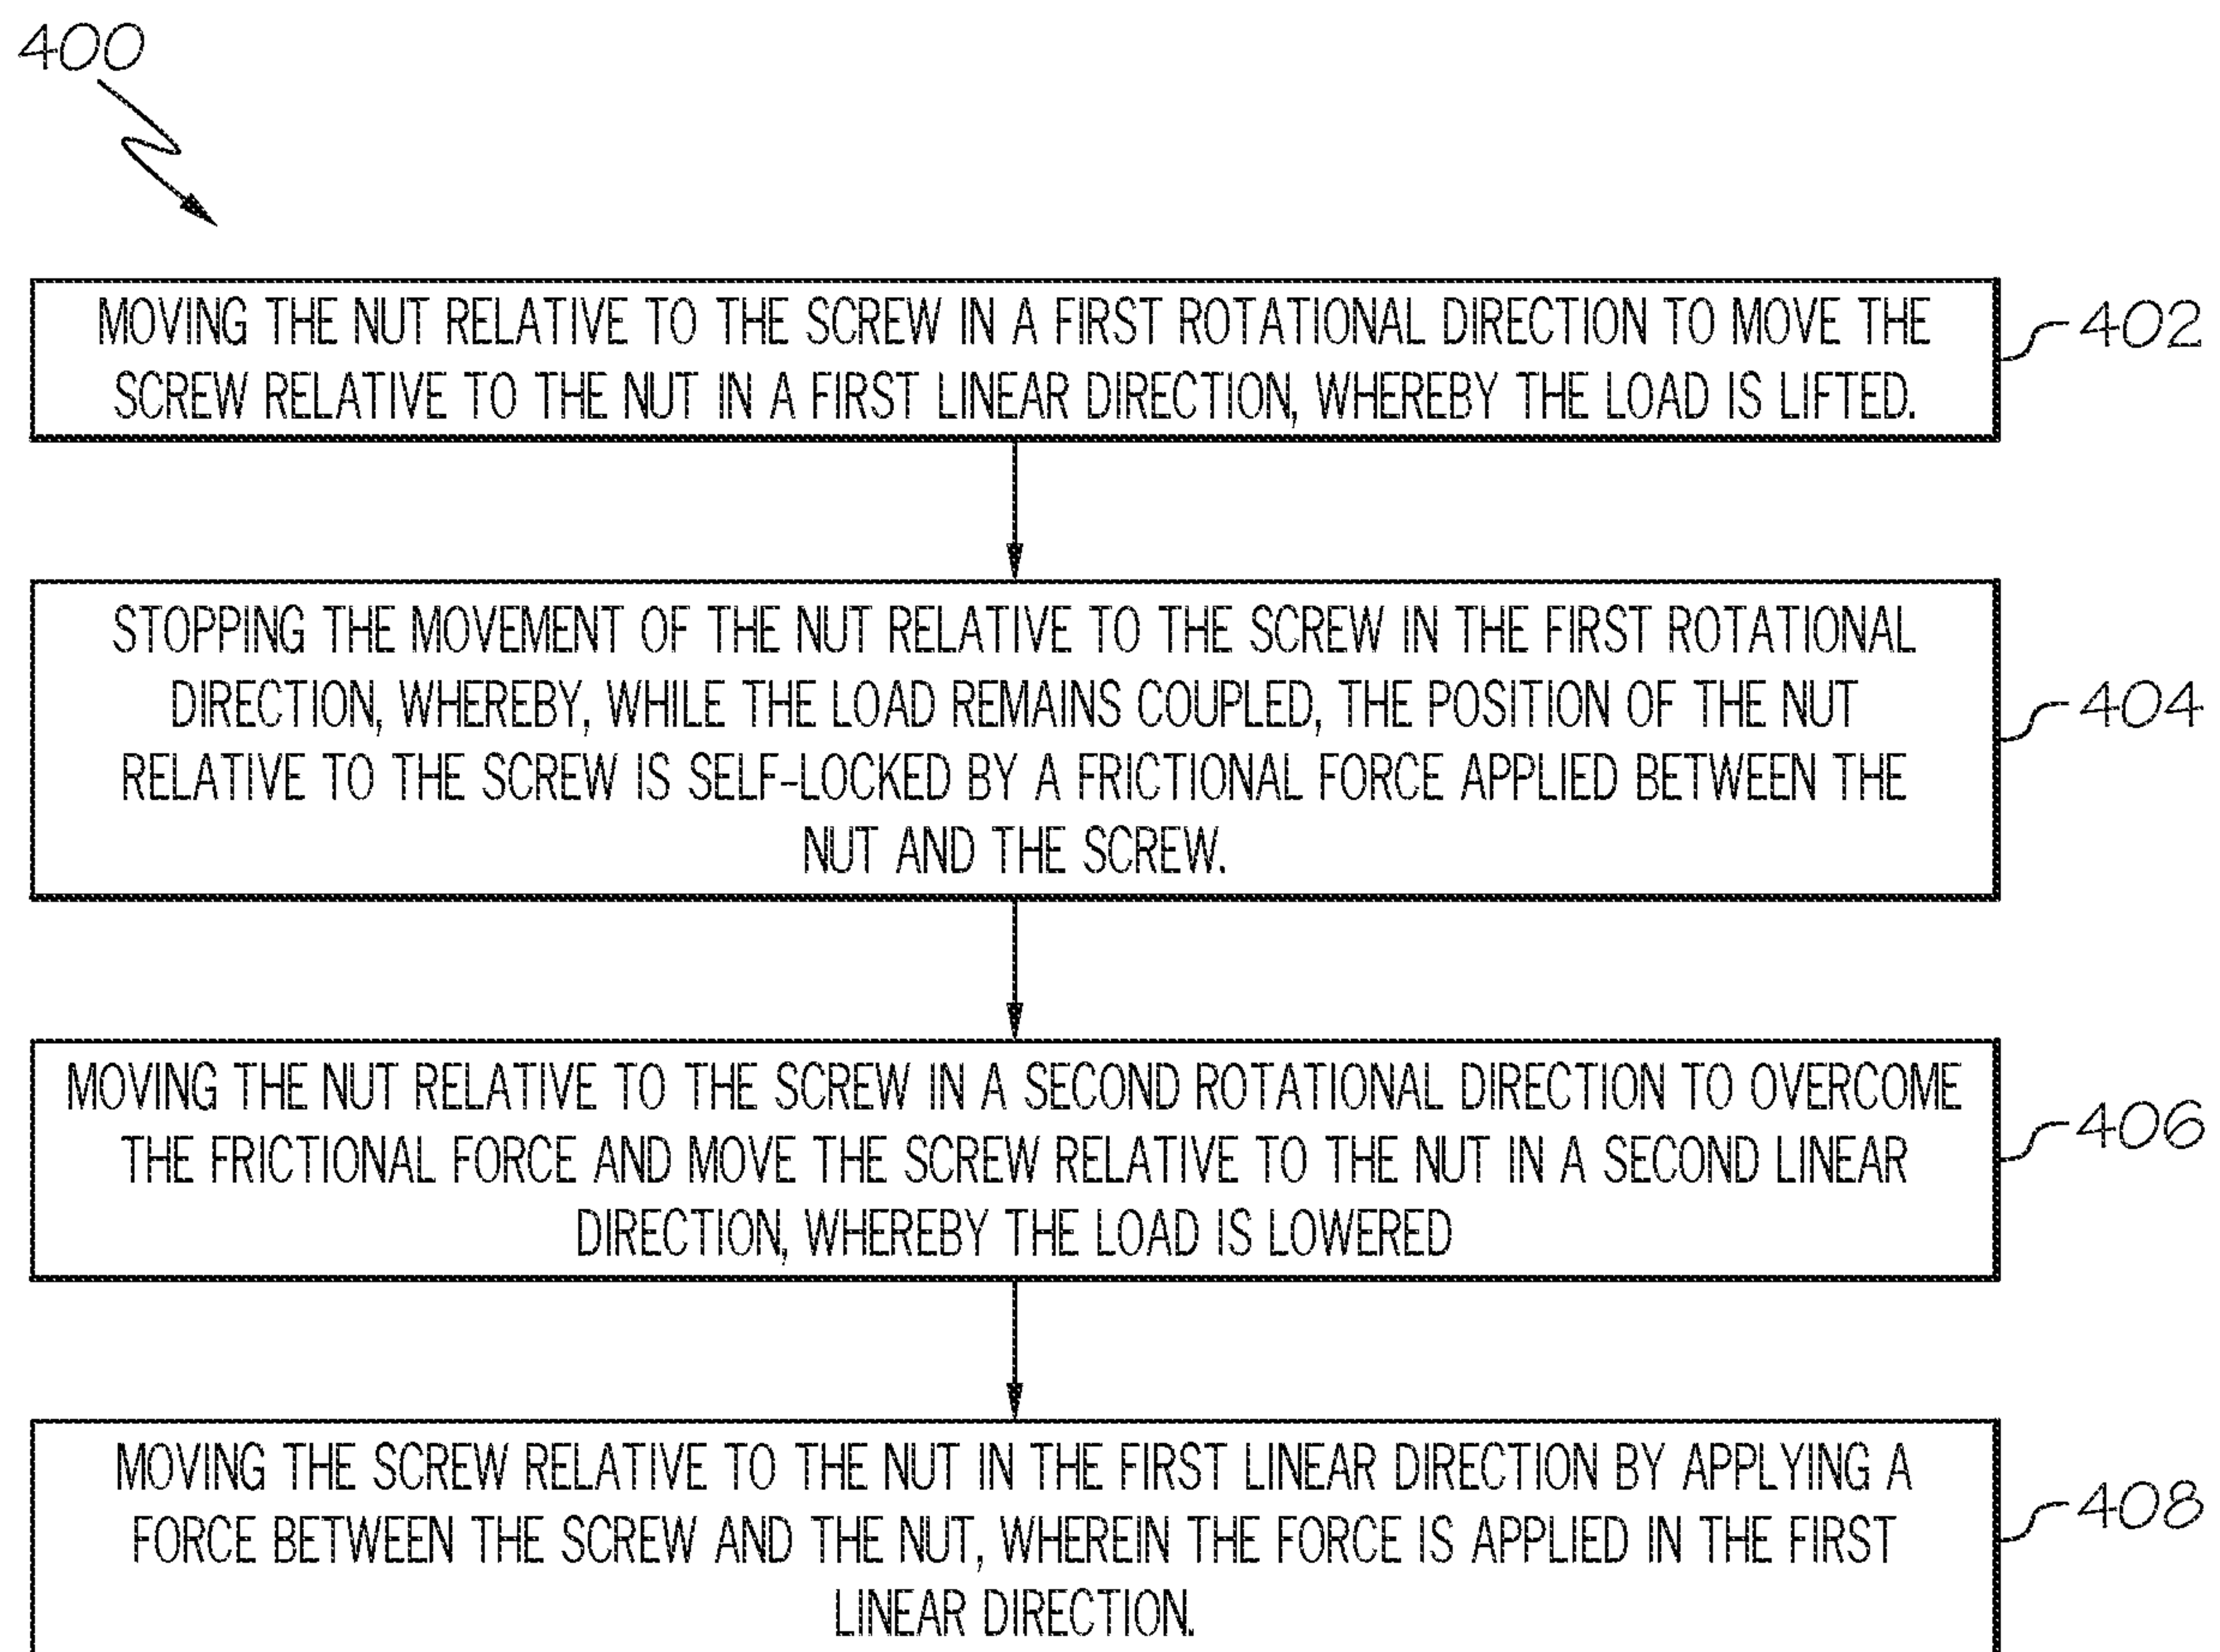 400
MOVING THE NUT RELATIVE TO THE SCREW IN A FIRST ROTATIONAL DIRECTION TO MOVE THE
SCREW RELATIVE TO THE NUT IN A FIRST LINEAR DIRECTION, WHEREBY THE LOAD IS LIFTED.
402
STOPPING THE MOVEMENT OF THE NUT RELATIVE TO THE SCREW IN THE FIRST ROTATIONAL
DIRECTION, WHEREBY, WHILE THE LOAD REMAINS COUPLED, THE POSITION OF THE NUT
RELATIVE TO THE SCREW IS SELF-LOCKED BY A FRICTIONAL FORCE APPLIED BETWEEN THE
NUT AND THE SCREW.
404
MOVING THE NUT RELATIVE TO THE SCREW IN A SECOND ROTATIONAL DIRECTION TO OVERCOME
THE FRICTIONAL FORCE AND MOVE THE SCREW RELATIVE TO THE NUT IN A SECOND LINEAR
DIRECTION, WHEREBY THE LOAD IS LOWERED
406
MOVING THE SCREW RELATIVE TO THE NUT IN THE FIRST LINEAR DIRECTION BY APPLYING A
FORCE BETWEEN THE SCREW AND THE NUT, WHEREIN THE FORCE IS APPLIED IN THE FIRST
LINEAR DIRECTION.
408